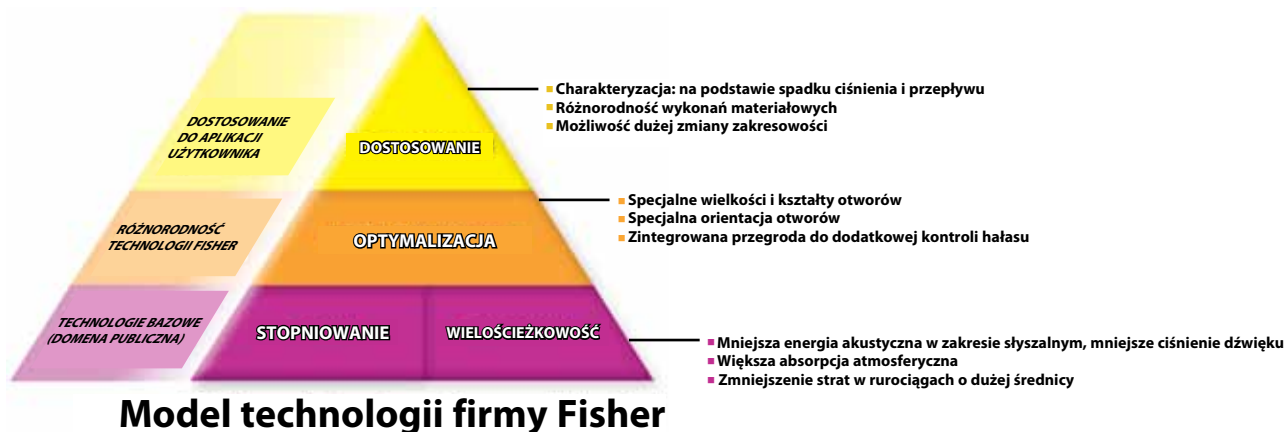 Charakteryzacja: na podstawie spadku ciśnienia i przepływu
Różnorodność wykonań materiałowych
Możliwość dużej zmiany zakresowości
DOSTOSOWANIE
DO APLIKACJI
UŻYTKOWNIKA
DOSTOSOWANIE
Specjalne wielkości i kształty otworów
Specjalna orientacja otworów
Zintegrowana przegroda do dodatkowej kontroli hałasu
RÓŻNORODNOŚĆ
TECHNOLOGII FISHER
OPTYMALIZACJA
TECHNOLOGIE BAZOWE
(DOMENA PUBLICZNA)
STOPNIOWANIE
WIELOŚCIEŻKOWOŚĆ
Mniejsza energia akustyczna w zakresie słyszalnym, mniejsze ciśnienie dźwięku
Większa absorpcja atmosferyczna
Zmniejszenie strat w rurociągach o dużej średnicy
Model technologii firmy Fisher